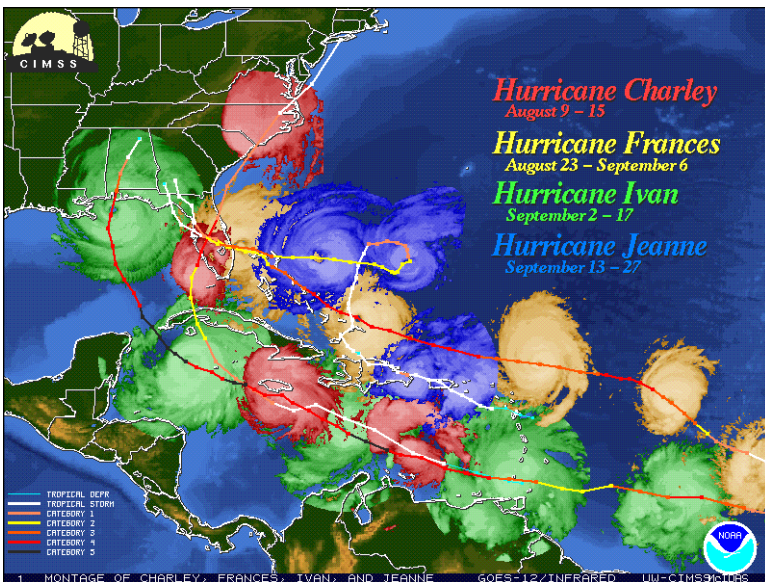 CIMSS
Hurricane Charley
August 9 – 15
Hurricane Frances
August 23 – September 6
Hurricane Ivan
September 2 – 17
Hurricane Jeanne
September 13 – 27
TROPICAL DEPR
TROPICAL STORM
CATEGORY 1
CATEGORY 2
CATEGORY 3
CATEGORY 4
CATEGORY 5
NOAA
1 MONTAGE OF CHARLEY, FRANCES, IVAN, AND JEANNE GOES-12/INFRARED UW-CIMSS McIDAS